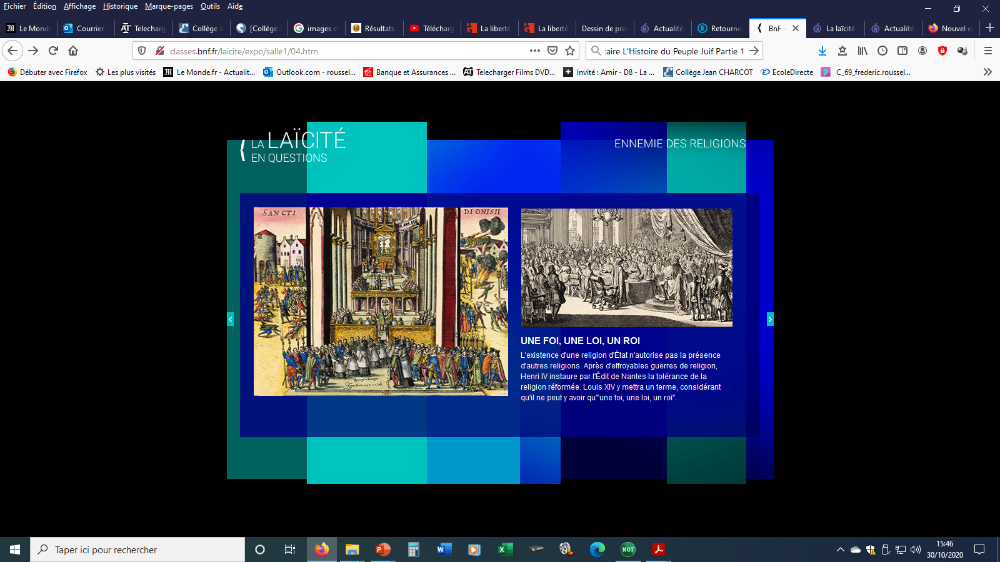 Fichier Édition Affichage Historique Marque-pages Outils Aide
Le Mond Courrier - Telecharg Collège Je [Collège J images cl Résultats Télécharg La liberté La liberté Dessin de pre Actualité Retourne BnF - La laïcité Actualité Nouvel o
classes.bnf.fr/laicite/expo/salle1/04.htm
:aire L'Histoire du Peuple Juif Partie 1
Débuter avec Firefox Les plus visités Le Monde.fr - Actualit... Outlook.com - roussel... Banque et Assurances ... Telecharger Films DVD... Invité : Amir - D8 - La ... Collège Jean CHARCOT EcoleDirecte C_69_frederic.roussel...
LA LAÏCITÉ
EN QUESTIONS
ENNEMIE DES RELIGIONS
SANCTI
DIONISII
UNE FOI, UNE LOI, UN ROI
L'existence d'une religion d'État n'autorise pas la présence
d'autres religions. Après d'effroyables guerres de religion,
Henri IV instaure par l'Édit de Nantes la tolérance de la
religion réformée. Louis XIV y mettra un terme, considérant
qu'il ne peut y avoir qu'"une foi, une loi, un roi".
Taper ici pour rechercher
NOT
15:46
30/10/2020